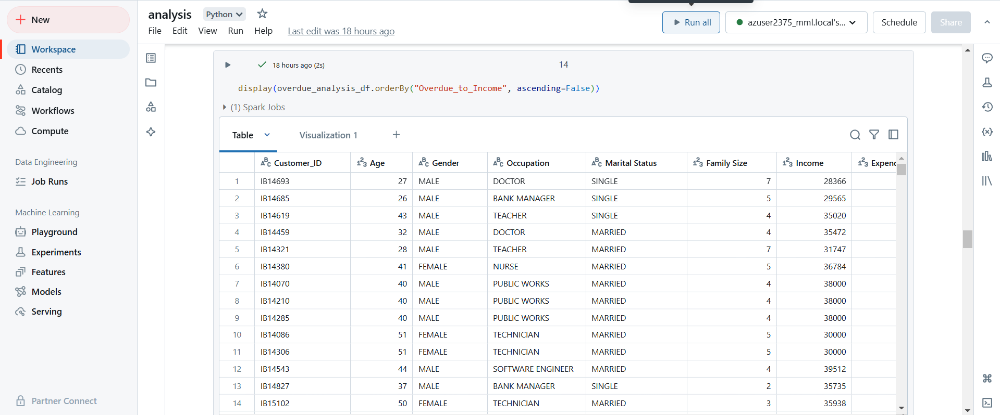 New
Workspace
Recents
Catalog
Workflows
Compute
Data Engineering
Job Runs
Machine Learning
Playground
Experiments
Features
Models
Serving
Partner Connect
analysis Python
File Edit View Run Help Last edit was 18 hours ago
Run all azuser2375_mml.local's... Schedule Share
18 hours ago (2s) 14
display(overdue_analysis_df.orderBy("Overdue_to_Income", ascending=False))
(1) Spark Jobs
Table Visualization 1 +
Customer_ID Age Gender Occupation Marital Status Family Size Income Expen
1 IB14693 27 MALE DOCTOR SINGLE 7 28366
2 IB14685 26 MALE BANK MANAGER SINGLE 5 29565
3 IB14619 43 MALE TEACHER SINGLE 4 35020
4 IB14459 32 MALE DOCTOR MARRIED 4 35472
5 IB14321 28 MALE TEACHER MARRIED 7 31747
6 IB14380 41 FEMALE NURSE MARRIED 5 36784
7 IB14070 40 MALE PUBLIC WORKS MARRIED 4 38000
8 IB14210 40 MALE PUBLIC WORKS MARRIED 4 38000
9 IB14285 40 MALE PUBLIC WORKS MARRIED 4 38000
10 IB14086 51 FEMALE TECHNICIAN MARRIED 5 30000
11 IB14306 51 FEMALE TECHNICIAN MARRIED 5 30000
12 IB14543 44 MALE SOFTWARE ENGINEER MARRIED 4 39512
13 IB14827 37 MALE BANK MANAGER SINGLE 2 35735
14 IB15102 50 FEMALE TECHNICIAN MARRIED 3 35938